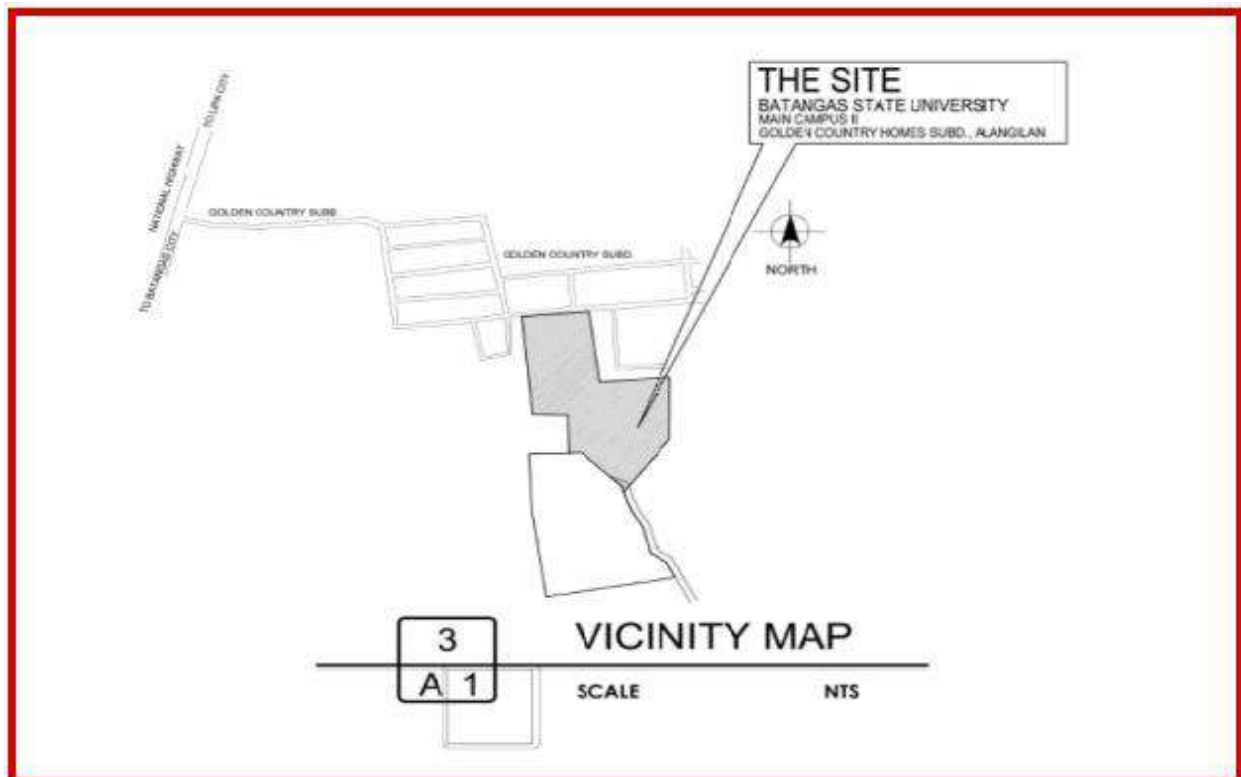 THE SITE
BATANGAS STATE UNIVERSITY
MAIN CAMPUS II
GOLDEN COUNTRY HOMES SUBD., ALANGILAN
TO LIPA CITY
NATIONAL HIGHWAY
TO BATANGAS CITY
GOLDEN COUNTRY SUBD.
GOLDEN COUNTRY SUBD.
NORTH
3
VICINITY MAP
A 1
SCALE NTS